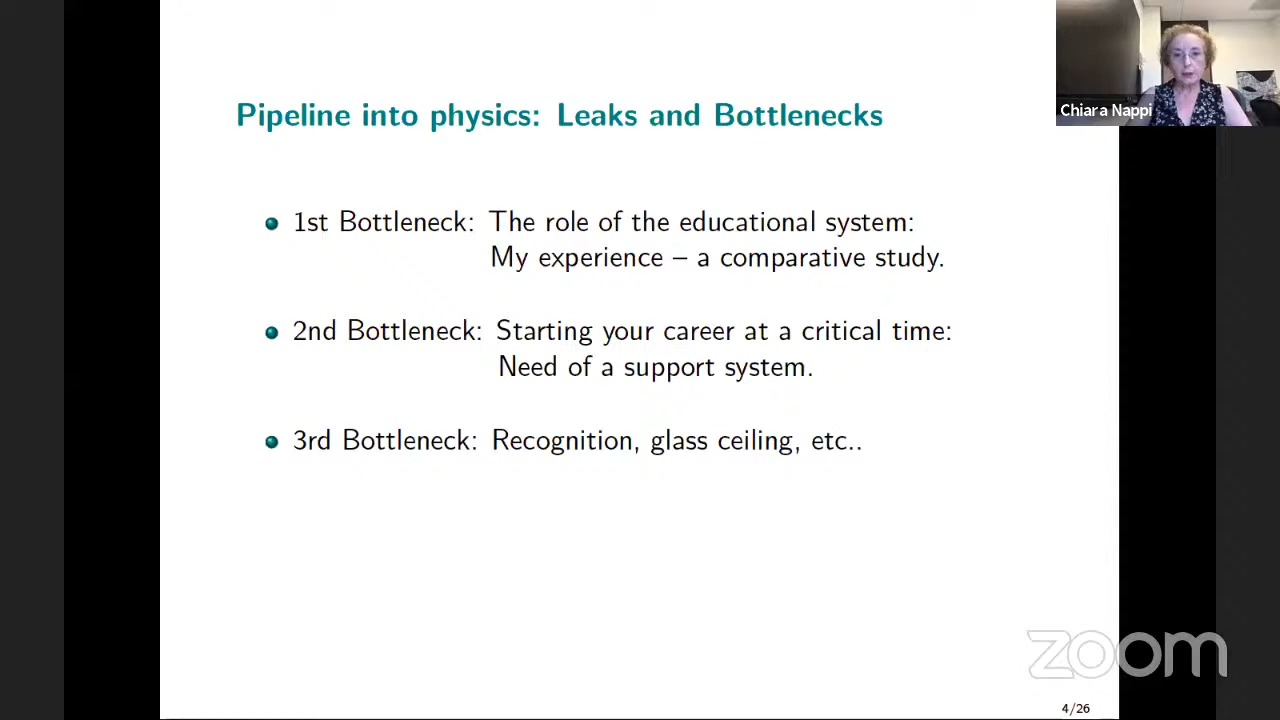 Pipeline into physics: Leaks and Bottlenecks
Chiara Nappi
1st Bottleneck: The role of the educational system:
My experience – a comparative study.
2nd Bottleneck: Starting your career at a critical time:
Need of a support system.
3rd Bottleneck: Recognition, glass ceiling, etc..
zoom
4/26